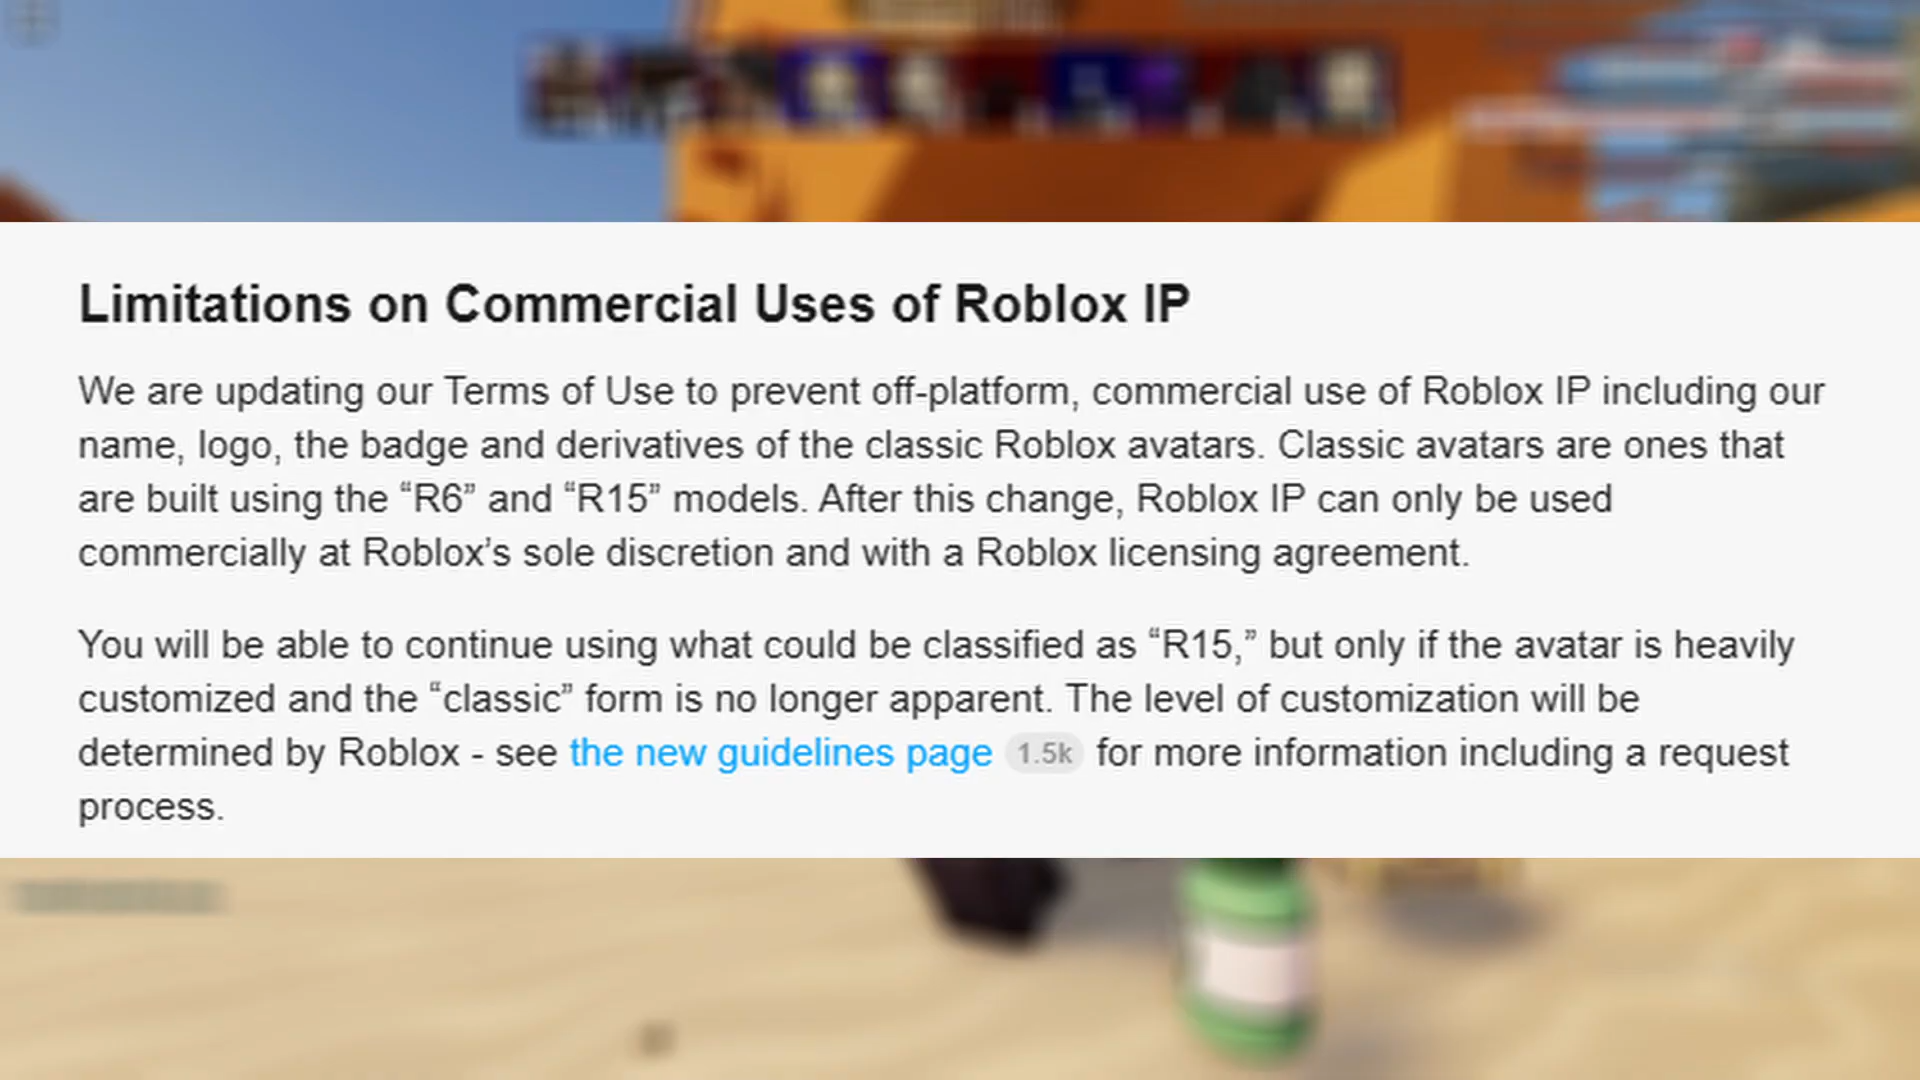 Limitations on Commercial Uses of Roblox IP
We are updating our Terms of Use to prevent off-platform, commercial use of Roblox IP including our
name, logo, the badge and derivatives of the classic Roblox avatars. Classic avatars are ones that
are built using the “R6” and “R15” models. After this change, Roblox IP can only be used
commercially at Roblox’s sole discretion and with a Roblox licensing agreement.
You will be able to continue using what could be classified as “R15,” but only if the avatar is heavily
customized and the “classic” form is no longer apparent. The level of customization will be
determined by Roblox - see the new guidelines page 1.5k for more information including a request
process.